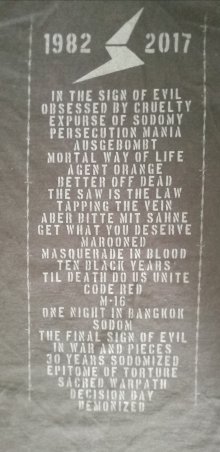 1982 2017
IN THE SIGN OF EVIL
OBSESSED BY CRUELTY
EXPURSE OF SODOMY
PERSECUTION MANIA
AUSGEBOMBT
MORTAL WAY OF LIFE
AGENT ORANGE
BETTER OFF DEAD
THE SAW IS THE LAW
TAPPING THE VEIN
ABER BITTE MIT SAHNE
GET WHAT YOU DESERVE
MAROONED
MASQUERADE IN BLOOD
TEN BLACK YEARS
TIL DEATH DO US UNITE
CODE RED
M-16
ONE NIGHT IN BANGKOK
SODOM
THE FINAL SIGN OF EVIL
IN WAR AND PIECES
30 YEARS SODOMIZED
EPITOME OF TORTURE
SACRED WARPATH
DECISION DAY
DEMONIZED